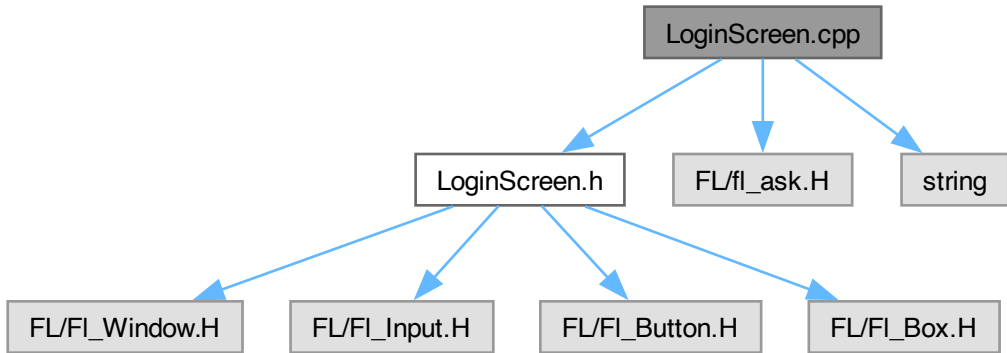 LoginScreen.cpp
LoginScreen.h
FL/fl_ask.H
string
FL/Fl_Window.H
FL/Fl_Input.H
FL/Fl_Button.H
FL/Fl_Box.H